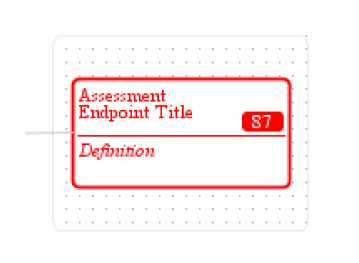 Assessment
Endpoint Title
87
Definition